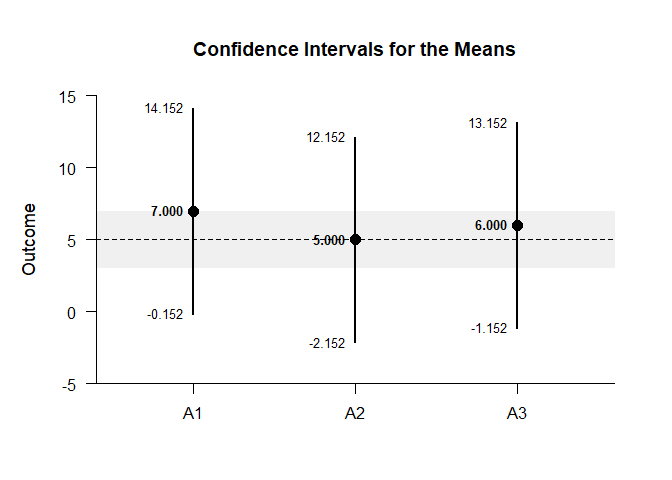 Confidence Intervals for the Means
Outcome
15
10
5
0
-5
14.152
7.000
-0.152
12.152
5.000
-2.152
13.152
6.000
-1.152
A1
A2
A3